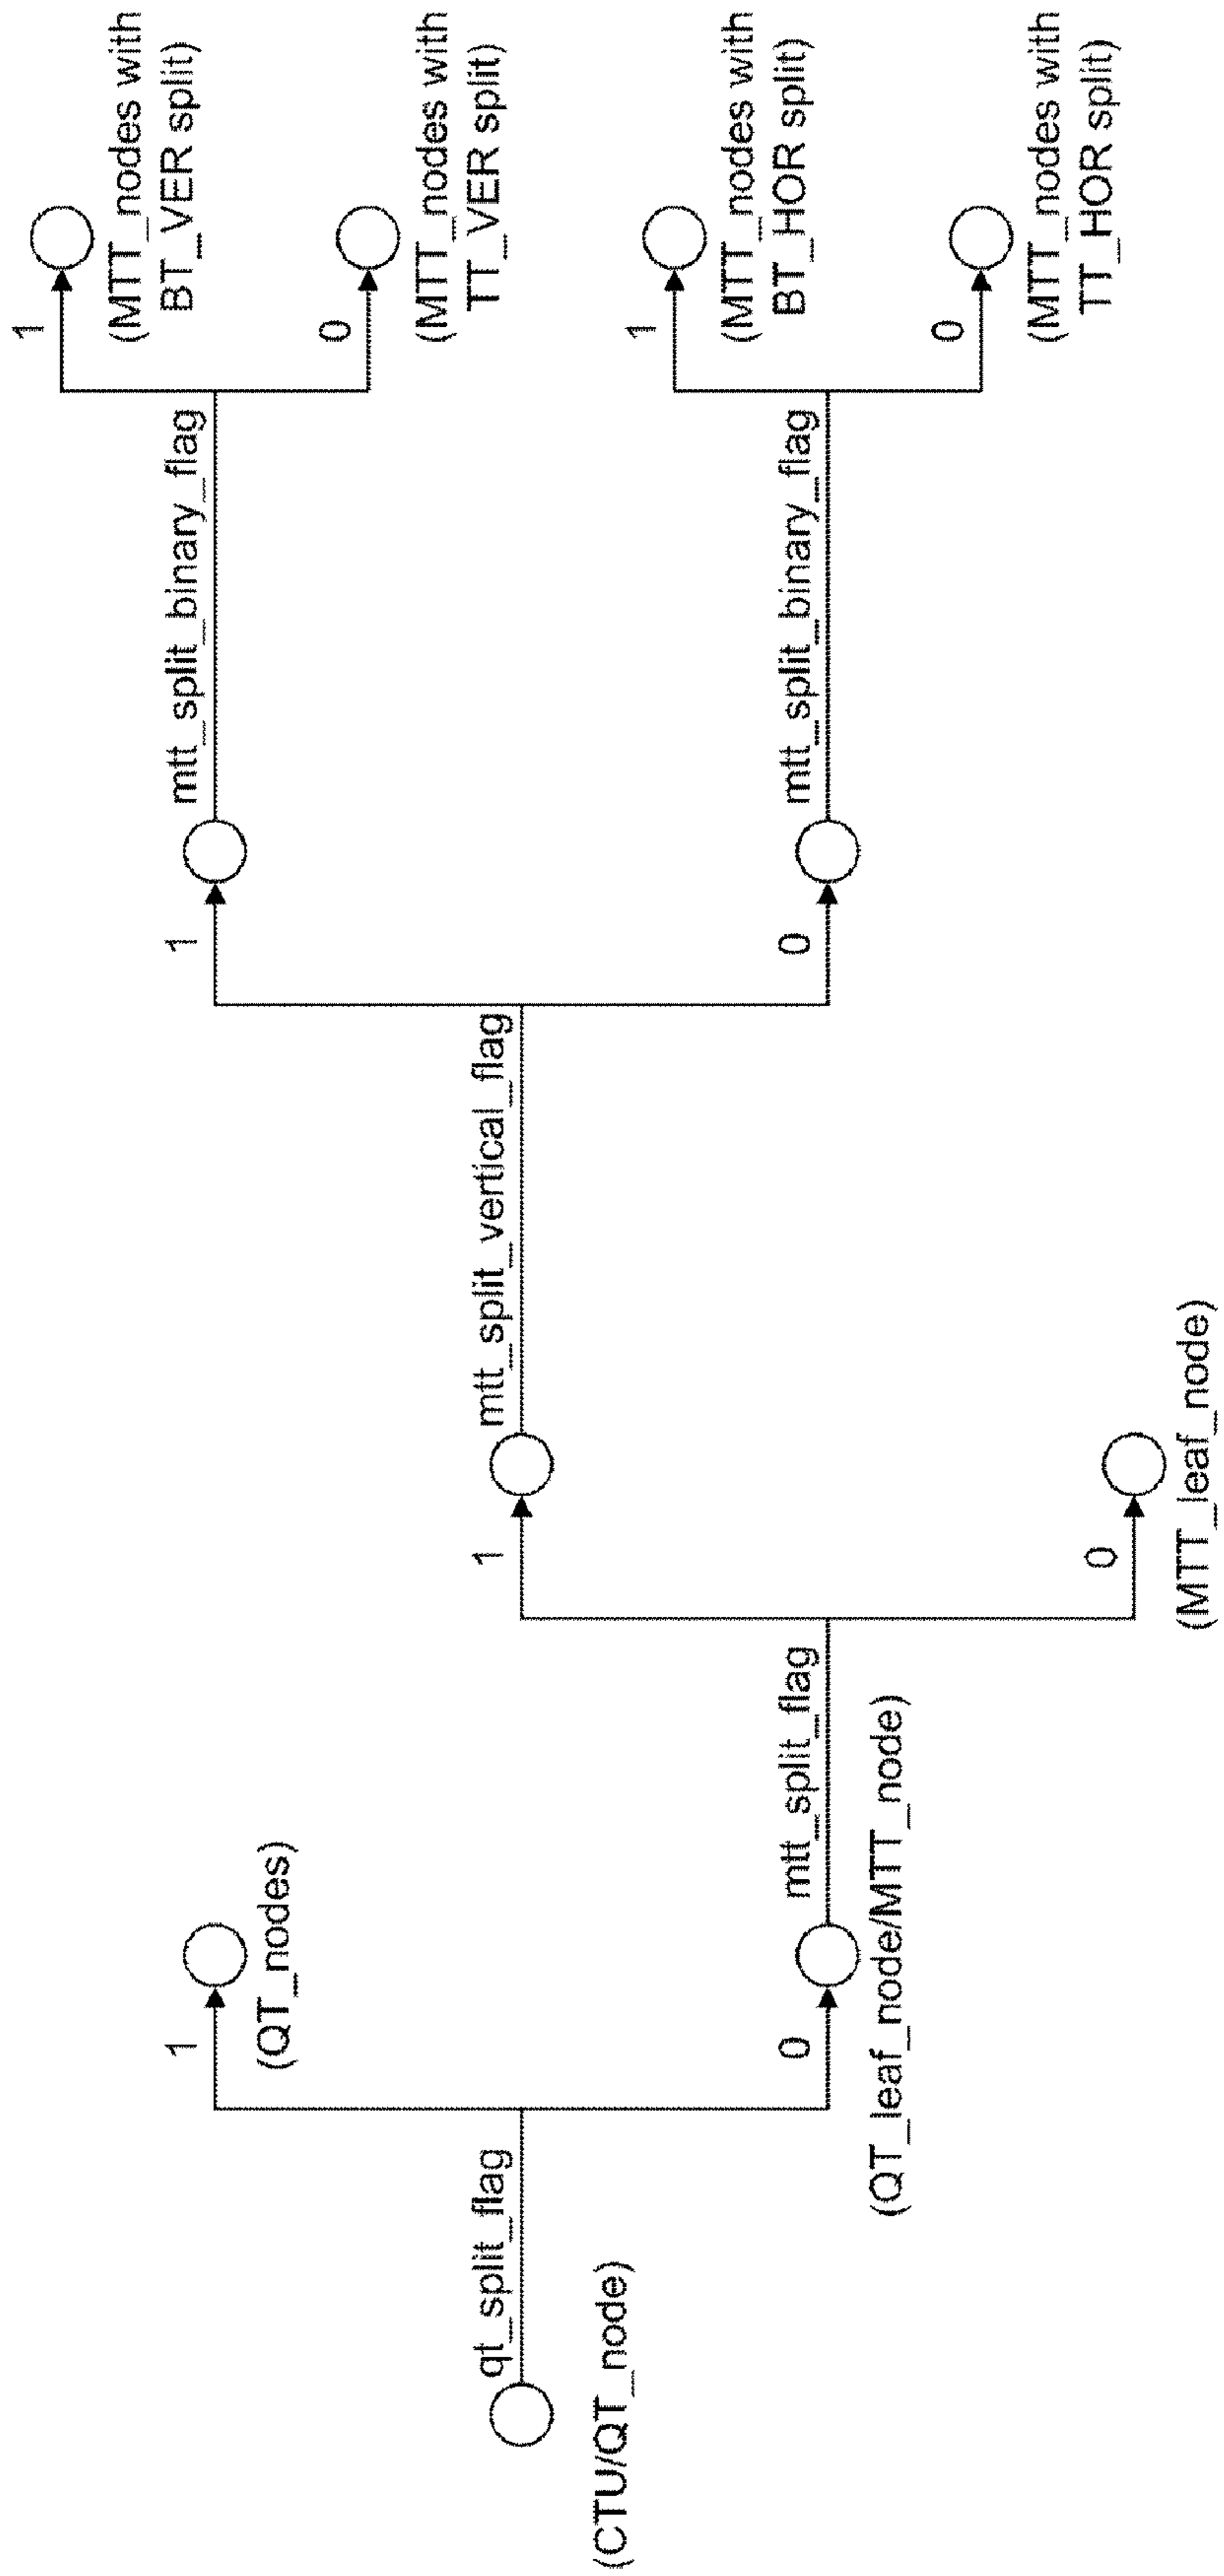 (CTU/QT_node)
qt_split_flag
1
(QT_nodes)
0
(QT_leaf_node/MTT_node)
mtt_split_flag
1
0
(MTT_leaf_node)
mtt_split_vertical_flag
1
mtt_split_binary_flag
0
mtt_split_binary_flag
1
(MTT_nodes with
BT_VER split)
0
(MTT_nodes with
TT_VER split)
1
(MTT_nodes with
BT_HOR split)
0
(MTT_nodes with
TT_HOR split)